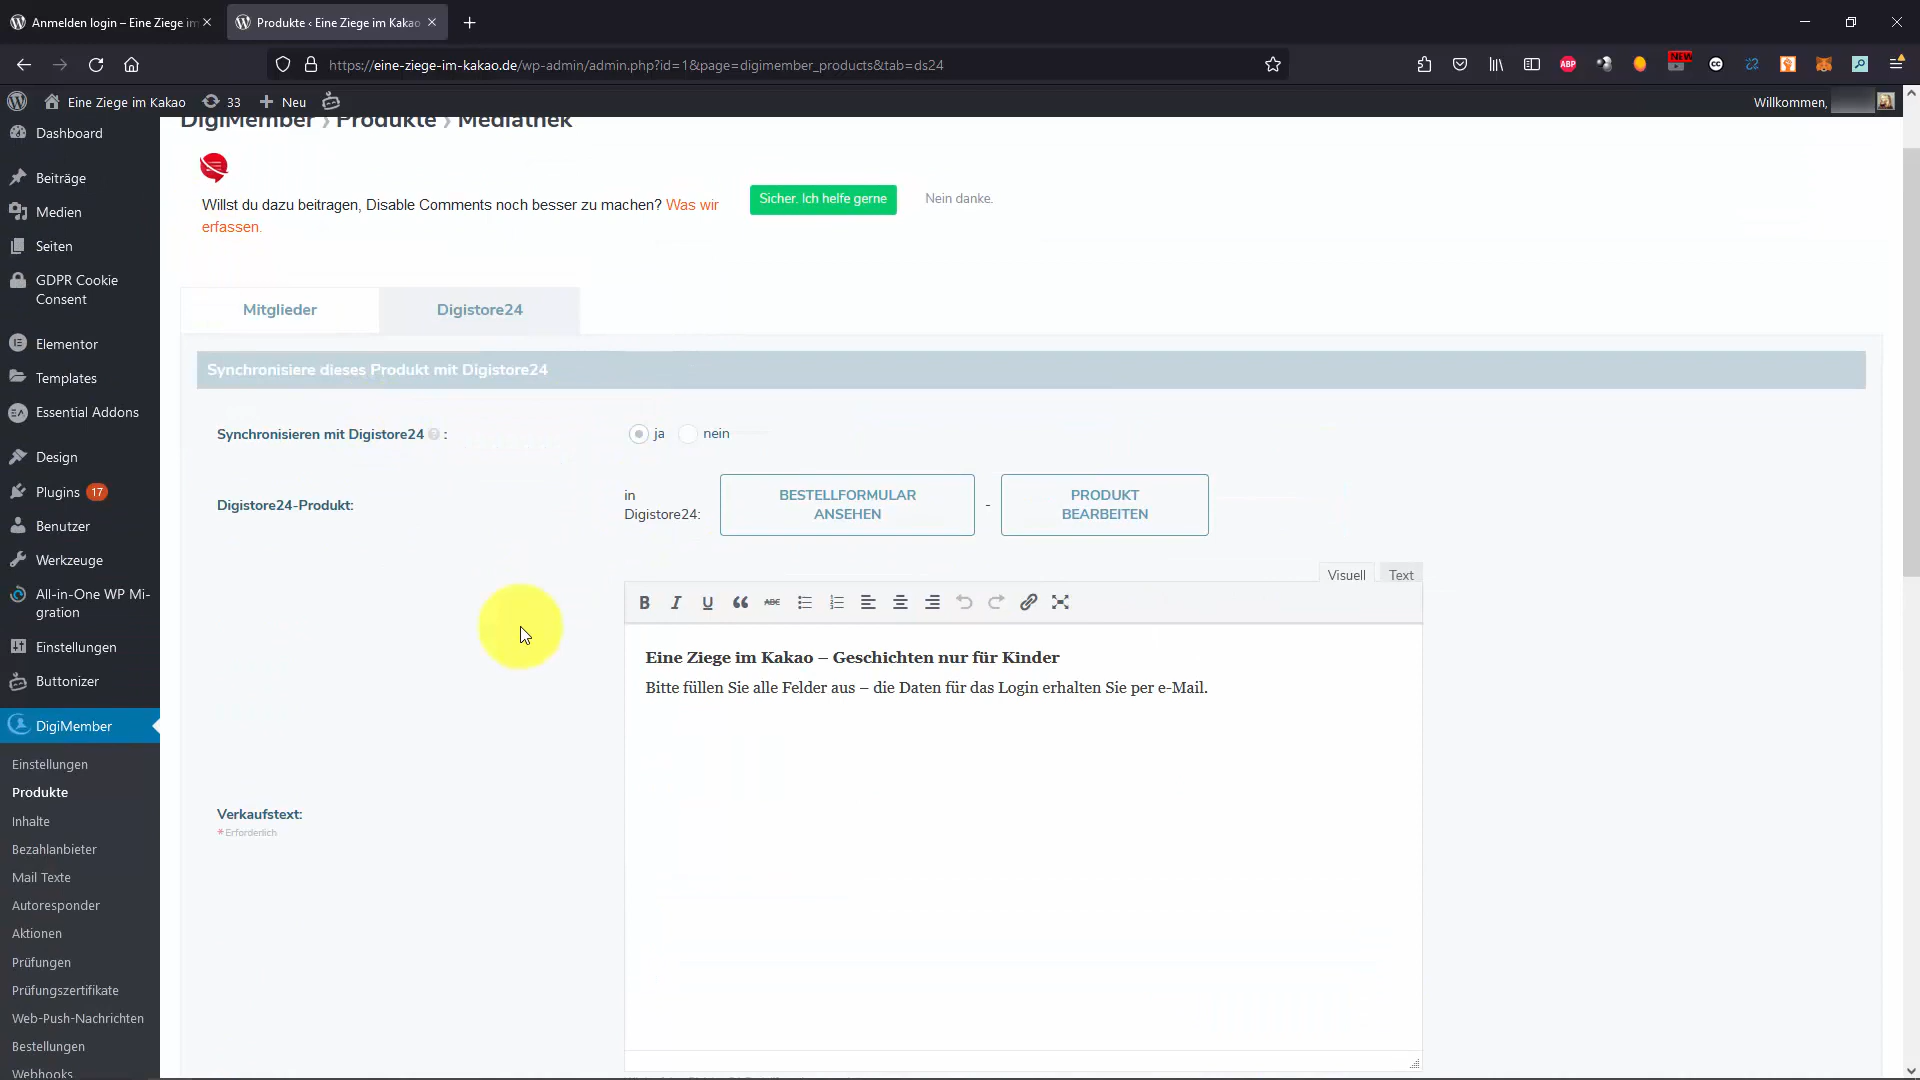 Anmelden login – Eine Ziege im
Produkte ‹ Eine Ziege im Kakao
https://eine-ziege-im-kakao.de/wp-admin/admin.php?id=1&page=digimember_products&tab=ds24
ABP
NEW
CC
Eine Ziege im Kakao
33
Neu
Willkommen,
Dashboard
Beiträge
Medien
Seiten
GDPR Cookie
Consent
Elementor
Templates
Essential Addons
Design
Plugins 17
Benutzer
Werkzeuge
All-in-One WP Mi-
gration
Einstellungen
Buttonizer
DigiMember
Einstellungen
Produkte
Inhalte
Bezahlanbieter
Mail Texte
Autoresponder
Aktionen
Prüfungen
Prüfungszertifikate
Web-Push-Nachrichten
Bestellungen
Webhooks
DigiMember › Produkte › Mediathek
Willst du dazu beitragen, Disable Comments noch besser zu machen? Was wir
erfassen.
Sicher. Ich helfe gerne
Nein danke.
Mitglieder
Digistore24
Synchronisiere dieses Produkt mit Digistore24
Synchronisieren mit Digistore24 ? :
ja
nein
Digistore24-Produkt:
in
Digistore24:
BESTELLFORMULAR
ANSEHEN
-
PRODUKT
BEARBEITEN
Visuell
Text
B I U ABC
Eine Ziege im Kakao – Geschichten nur für Kinder
Bitte füllen Sie alle Felder aus – die Daten für das Login erhalten Sie per e-Mail.
Verkaufstext:
*Erforderlich